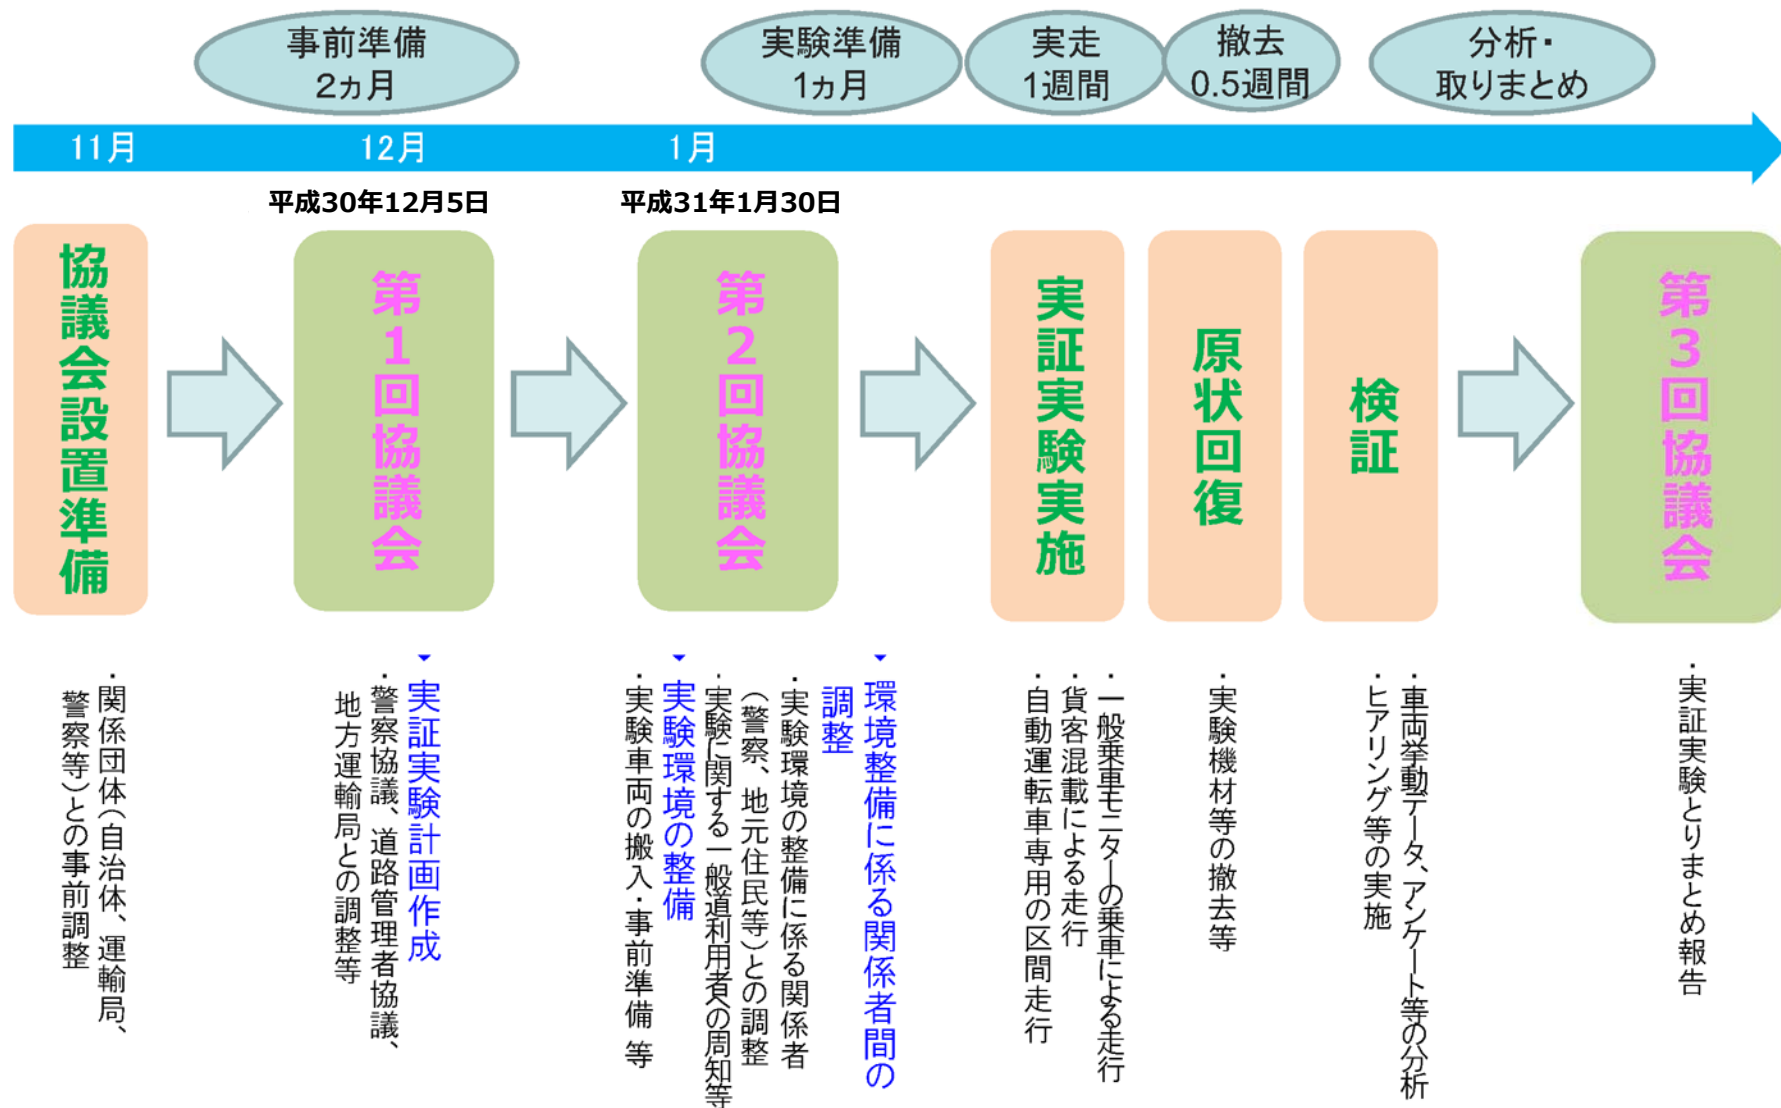 事前準備
2ヵ月
実験準備
1ヵ月
実走
1週間
撤去
0.5週間
分析・
取りまとめ
11月
12月
1月
平成30年12月5日
平成31年1月30日
協議会設置準備
第1回協議会
第2回協議会
実証実験実施
原状回復
検証
第3回協議会
・関係団体(自治体、運輸局、
警察等)との事前調整
実証実験計画作成
・警察協議、道路管理者協議、
地方運輸局との調整等
環境整備に係る関係者間の
調整
・実験環境の整備に係る関係者
(警察、地元住民等)との調整
・実験に関する一般道利用者への周知等
実験環境の整備
・実験車両の搬入・事前準備 等
・一般乗車モニターの乗車による走行
・貨客混載による走行
・自動運転車専用の区間走行
・実験機材等の撤去等
・車両挙動データ、アンケート等の分析
・ヒアリング等の実施
・実証実験とりまとめ報告